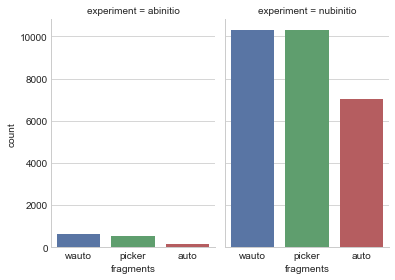 experiment = abinitio
experiment = nubinitio
10000
8000
6000
4000
2000
0
count
wauto picker auto
wauto picker auto
fragments
fragments